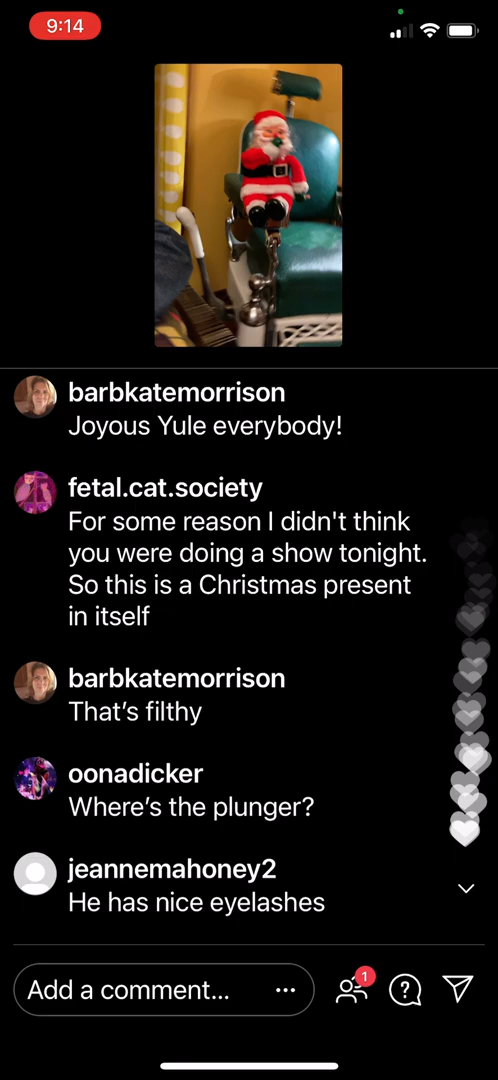 9:14
barbkatemorrison
Joyous Yule everybody!
fetal.cat.society
For some reason I didn't think
you were doing a show tonight.
So this is a Christmas present
in itself
barbkatemorrison
That’s filthy
oonadicker
Where’s the plunger?
jeannemahoney2
He has nice eyelashes
Add a comment...
1